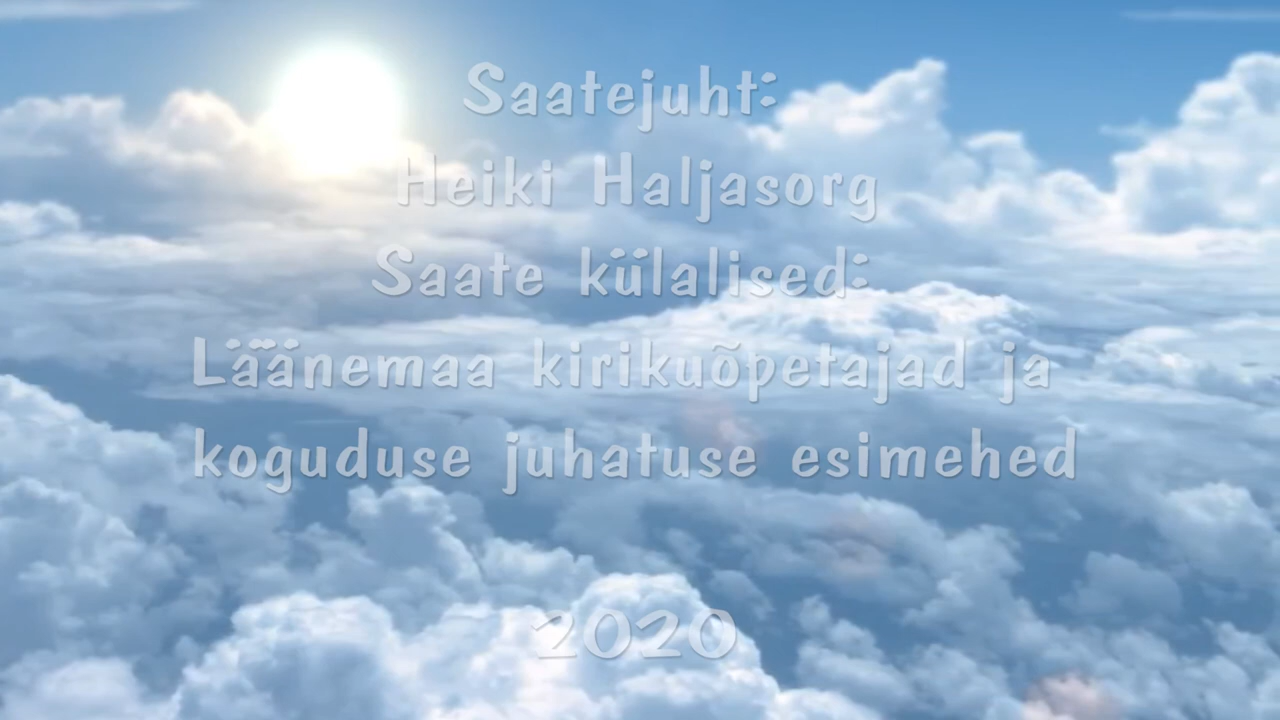 Saatejuht:
Heiki Haljasorg
Saate külalised:
Läänemaa kirikuõpetajad ja
koguduse juhatuse esimehed
2020